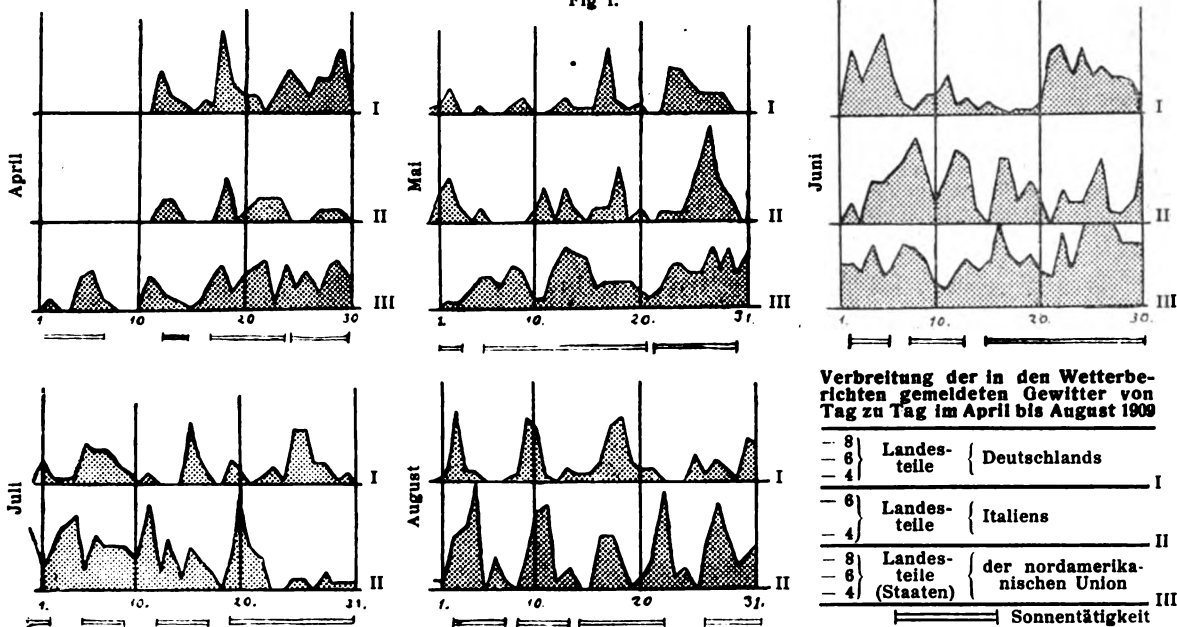 Fig 1.
April
I
II
III
1. 10. 20. 30.
Mai
I
II
III
1. 10. 20. 31.
Juni
I
II
III
1. 10. 20. 30.
Juli
I
II
1. 10. 20. 31.
August
I
II
1. 10. 20. 31.
Verbreitung der in den Wetterbe-
richten gemeldeten Gewitter von
Tag zu Tag im April bis August 1909
– 8
– 6 Landes- Deutschlands
– 4 teile
I
– 6 Landes- Italiens
– 4 teile
II
– 8 Landes- der nordamerika-
– 6 teile nischen Union
– 4 (Staaten)
III
Sonnentätigkeit